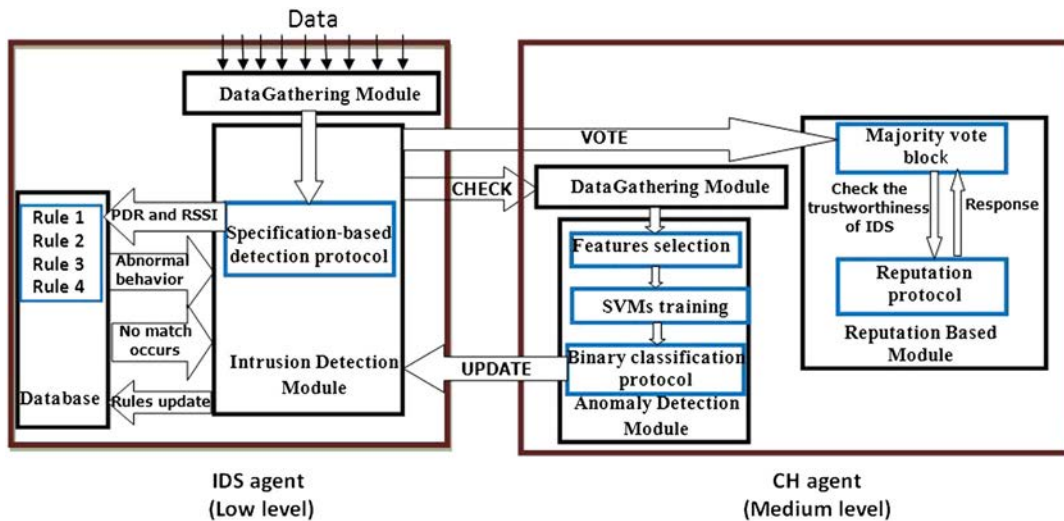 Data
DataGathering Module
VOTE
Majority vote
block
CHECK
DataGathering Module
Check the
trustworthiness
of IDS
Response
Rule 1
Rule 2
Rule 3
Rule 4
PDR and RSSI
Specification-based
detection protocol
Abnormal
behavior
Features selection
Reputation
protocol
SVMs training
No match
occurs
Intrusion Detection
Module
UPDATE
Binary classification
protocol
Reputation Based
Module
Database
Rules update
Anomaly Detection
Module
IDS agent
(Low level)
CH agent
(Medium level)